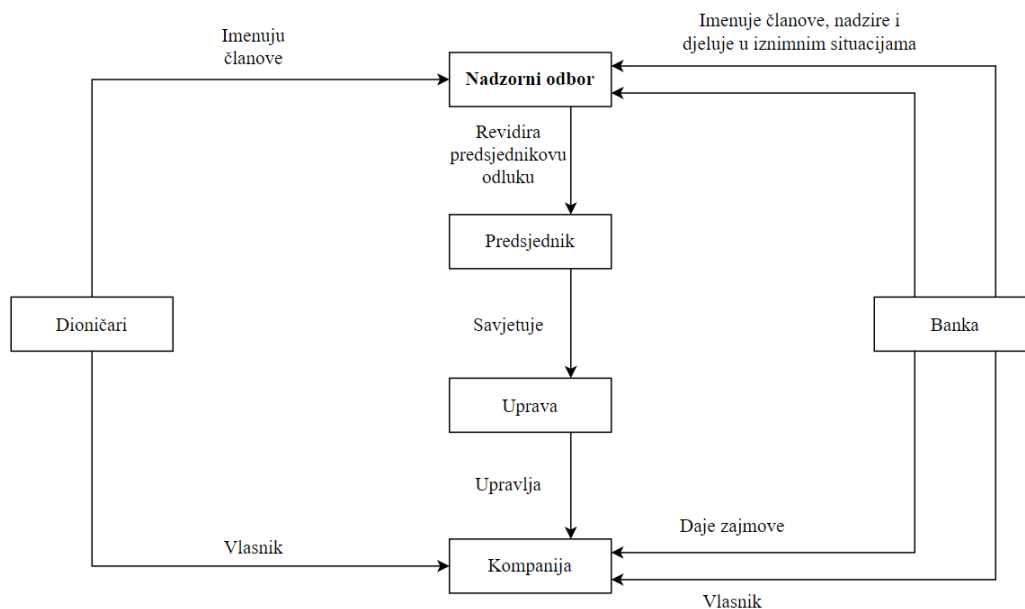 Imenuju
članove
Imenuje članove, nadzire i
djeluje u iznimnim situacijama
Nadzorni odbor
Revidira
predsjednikovu
odluku
Predsjednik
Dioničari
Savjetuje
Banka
Uprava
Upravlja
Daje zajmove
Vlasnik
Kompanija
Vlasnik